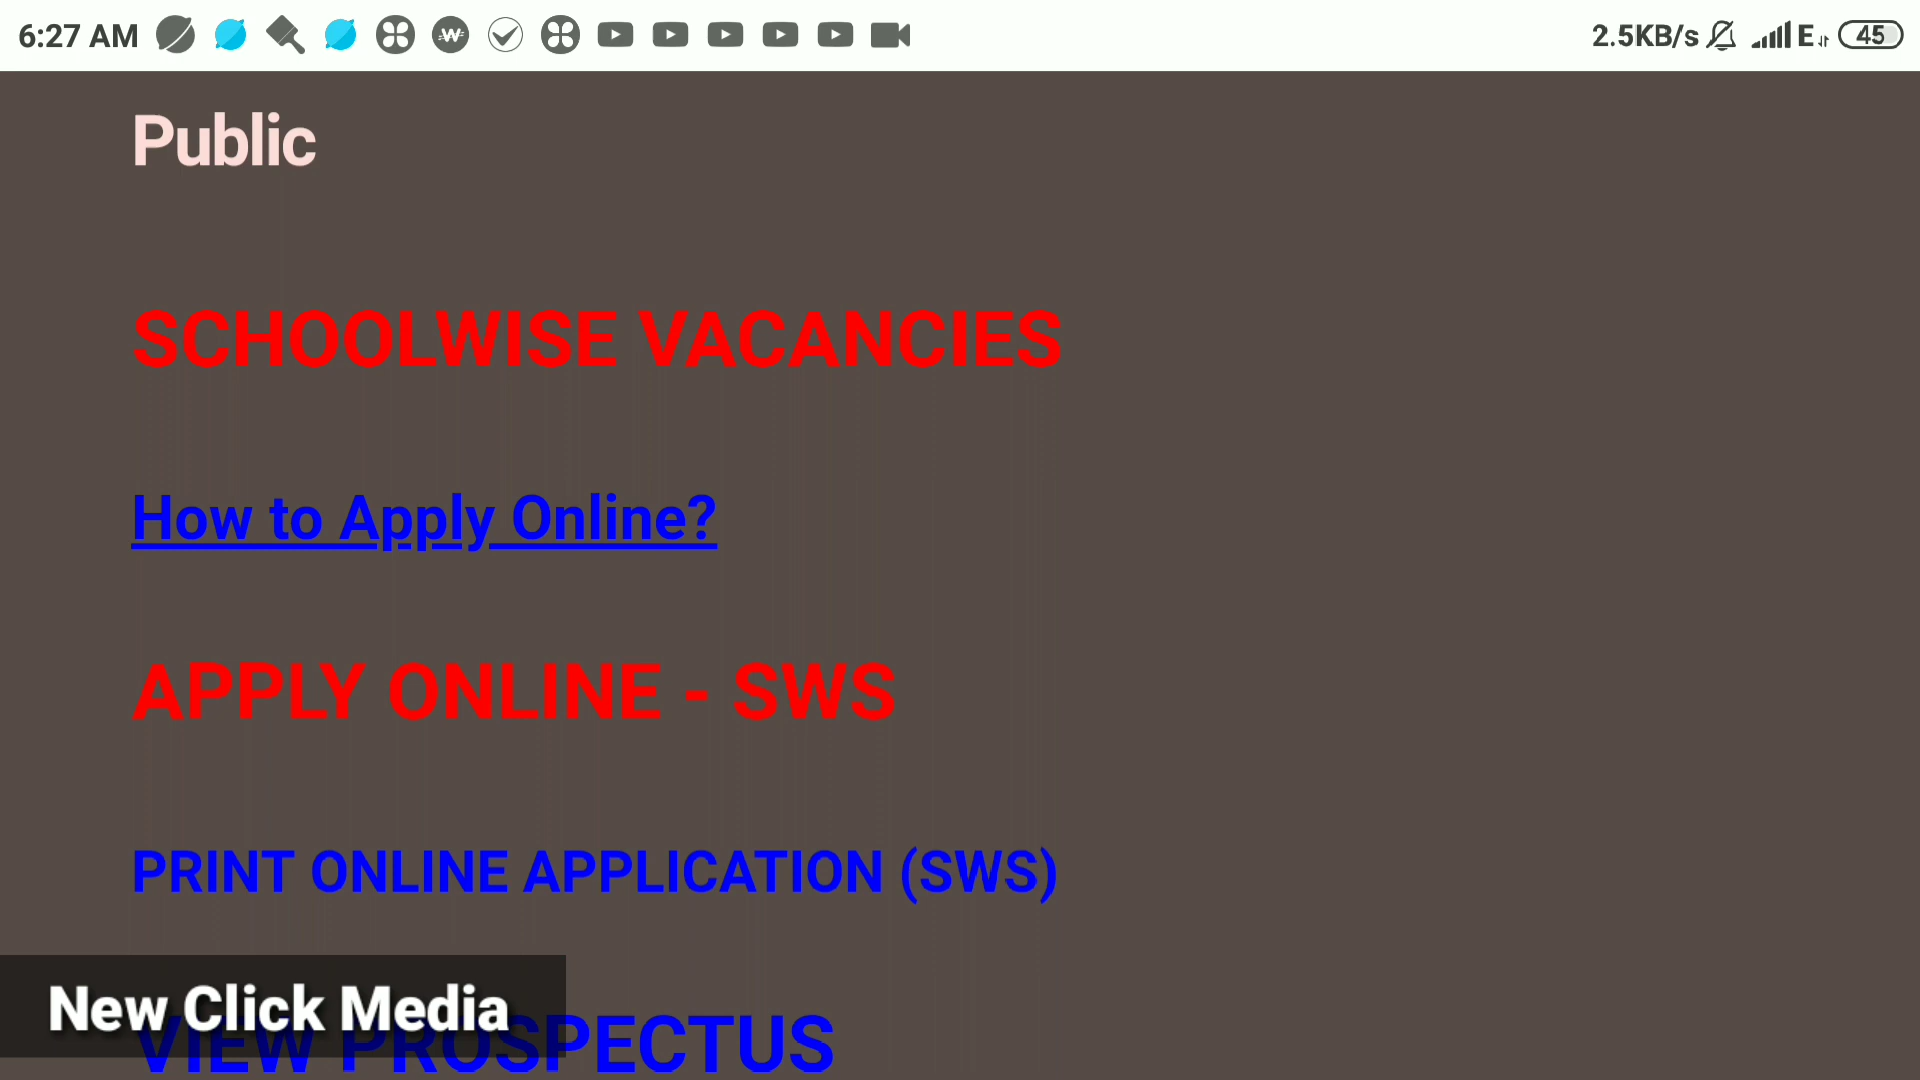 6:27 AM 2.5KB/s E 45
Public
SCHOOLWISE VACANCIES
How to Apply Online?
APPLY ONLINE - SWS
PRINT ONLINE APPLICATION (SWS)
New Click Media
VIEW PROSPECTUS